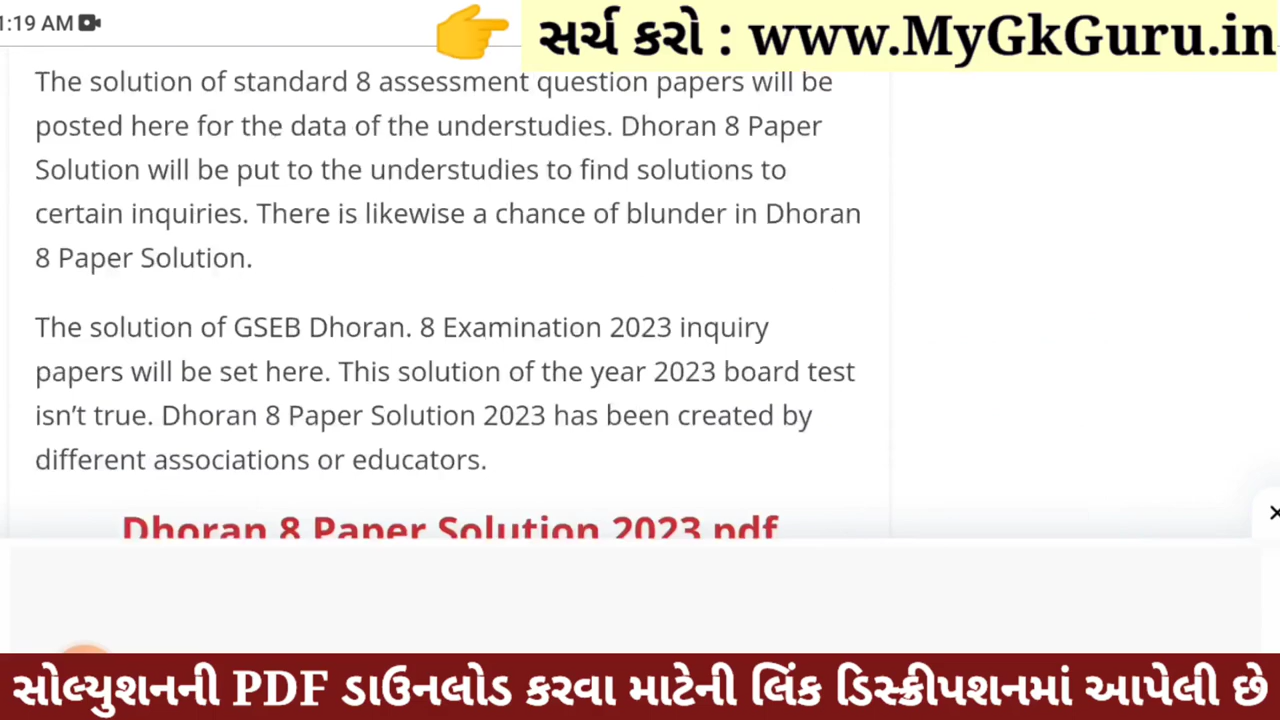 1:19 AM
સર્ચ કરો : www.MyGkGuru.in
The solution of standard 8 assessment question papers will be
posted here for the data of the understudies. Dhoran 8 Paper
Solution will be put to the understudies to find solutions to
certain inquiries. There is likewise a chance of blunder in Dhoran
8 Paper Solution.
The solution of GSEB Dhoran. 8 Examination 2023 inquiry
papers will be set here. This solution of the year 2023 board test
isn’t true. Dhoran 8 Paper Solution 2023 has been created by
different associations or educators.
Dhoran 8 Paper Solution 2023 pdf
સોલ્યુશનની PDF ડાઉનલોડ કરવા માટેની લિંક ડિસ્ક્રીપશનમાં આપેલી છે